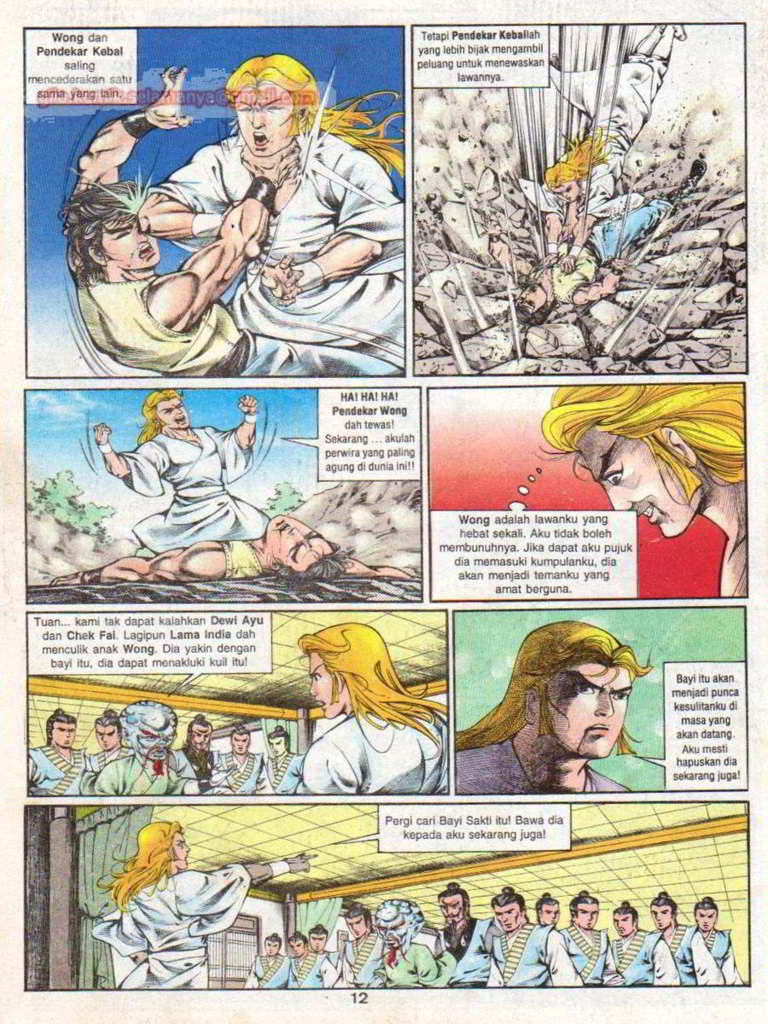 Wong dan
Pendekar Kebal
saling
mencederakan satu
sama yang lain.
Tetapi Pendekar Keballah
yang lebih bijak mengambil
peluang untuk menewaskan
lawannya.
HA! HA! HA!
Pendekar Wong
dah tewas!
Sekarang ... akulah
perwira yang paling
agung di dunia ini!!
Wong adalah lawanku yang
hebat sekali. Aku tidak boleh
membunuhnya. Jika dapat aku pujuk
dia memasuki kumpulanku, dia
akan menjadi temanku yang
amat berguna.
Tuan... kami tak dapat kalahkan Dewi Ayu
dan Chek Fai. Lagipun Lama India dah
menculik anak Wong. Dia yakin dengan
bayi itu, dia dapat menakluki kuil itu!
Bayi itu akan
menjadi punca
kesulitanku di
masa yang
akan datang.
Aku mesti
hapuskan dia
sekarang juga!
Pergi cari Bayi Sakti itu! Bawa dia
kepada aku sekarang juga!
12